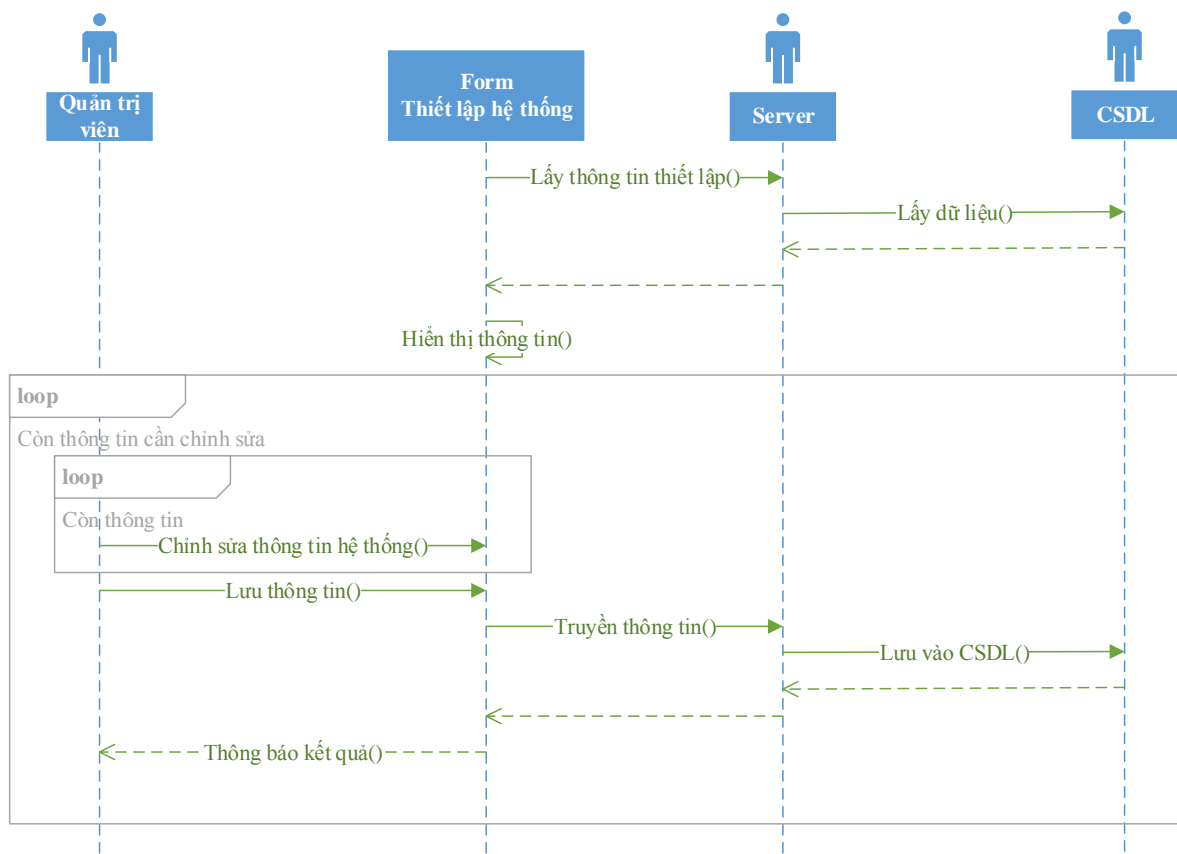 Quản trị
viên
Form
Thiết lập hệ thống
Server
CSDL
Lấy thông tin thiết lập()
Lấy dữ liệu()
Hiển thị thông tin()
loop
Còn thông tin cần chỉnh sửa
loop
Còn thông tin
Chỉnh sửa thông tin hệ thống()
Lưu thông tin()
Truyền thông tin()
Lưu vào CSDL()
Thông báo kết quả()